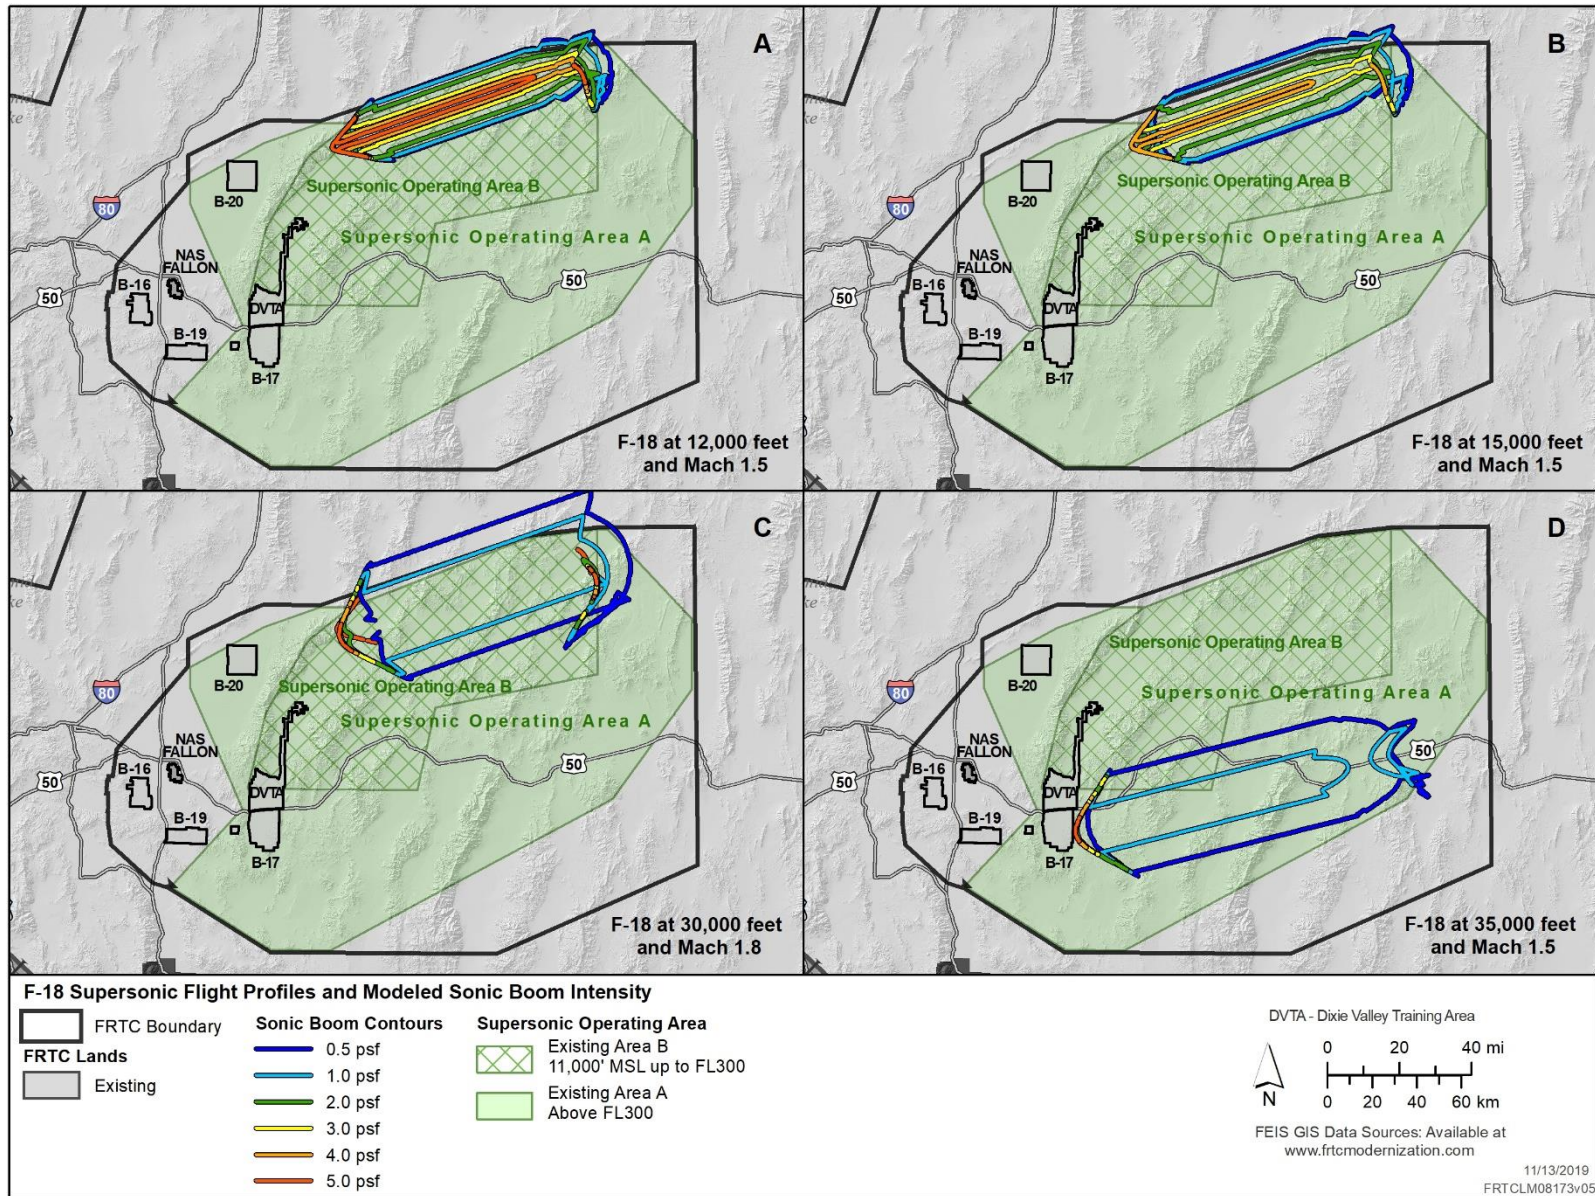 A
Supersonic Operating Area B
B-20
Supersonic Operating Area A
80
NAS
FALLON
B-16
50
50
DVTA
B-19
B-17
F-18 at 12,000 feet
and Mach 1.5
B
Supersonic Operating Area B
B-20
Supersonic Operating Area A
80
NAS
FALLON
B-16
50
50
DVTA
B-19
B-17
F-18 at 15,000 feet
and Mach 1.5
C
B-20
Supersonic Operating Area B
80
Supersonic Operating Area A
NAS
FALLON
B-16
50
50
DVTA
B-19
B-17
F-18 at 30,000 feet
and Mach 1.8
D
Supersonic Operating Area B
B-20
80
Supersonic Operating Area A
NAS
FALLON
50
B-16
50
DVTA
B-19
B-17
F-18 at 35,000 feet
and Mach 1.5
F-18 Supersonic Flight Profiles and Modeled Sonic Boom Intensity
FRTC Boundary
FRTC Lands
Existing
Sonic Boom Contours
0.5 psf
1.0 psf
2.0 psf
3.0 psf
4.0 psf
5.0 psf
Supersonic Operating Area
Existing Area B
11,000' MSL up to FL300
Existing Area A
Above FL300
DVTA - Dixie Valley Training Area
N
0 20 40 mi
0 20 40 60 km
FEIS GIS Data Sources: Available at
www.frtcmodernization.com
11/13/2019
FRTCLM08173v05